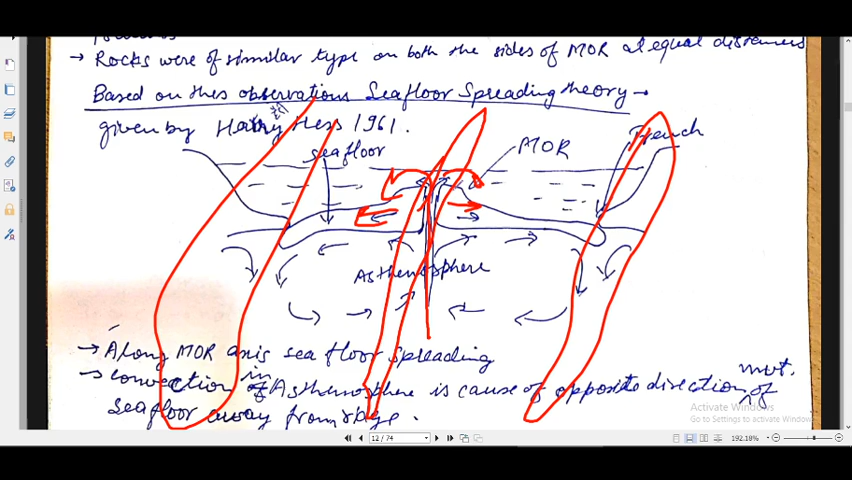 → Rocks were of similar type on both the sides of MOR at equal distances
Based on thes observations Seafloor Spreading theory→
given by Harry Hess 1961.
seafloor
MOR
Trench
Asthenosphere
→ Along MOR axis sea floor spreading
→ convection in Asthenosphere is cause of opposite direction mvt. of
Seafloor away from ridge.
Activate Windows
Go to Settings to activate Windows.
12 / 74
192.18%